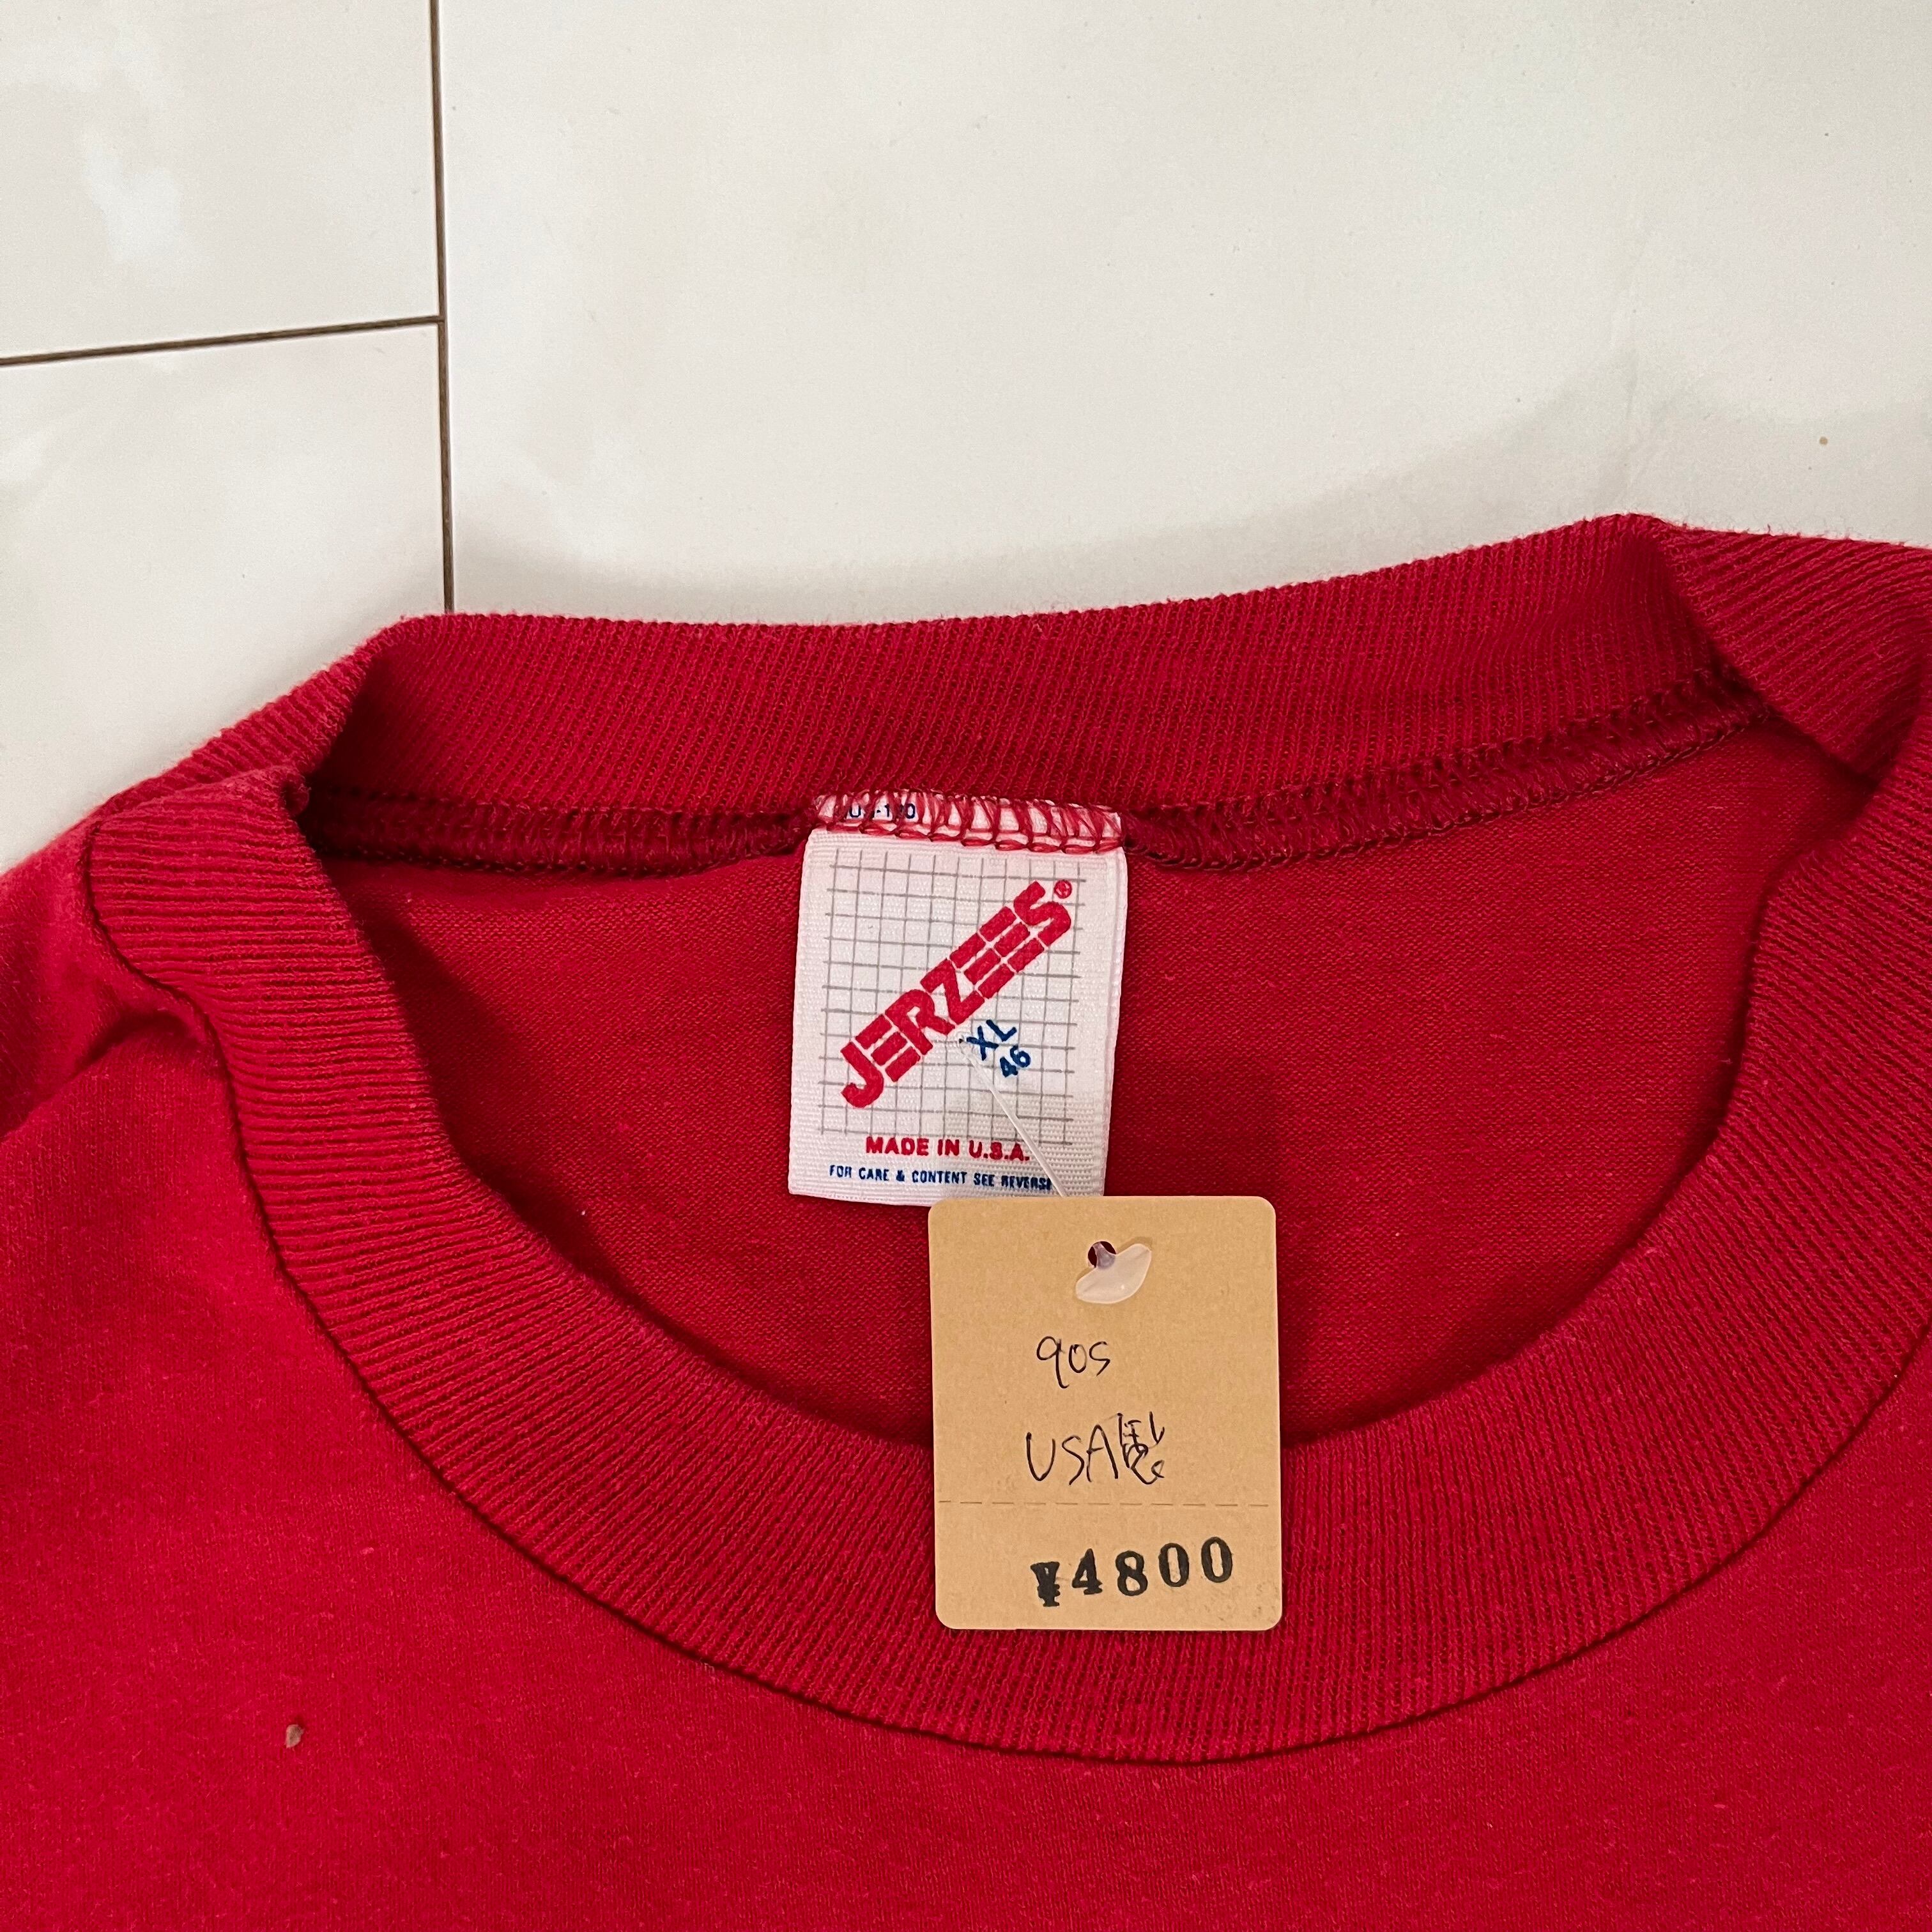 JERZEES®
XL
46
MADE IN U.S.A.
FOR CARE & CONTENT SEE REVERSE
90s
USA製
¥4800